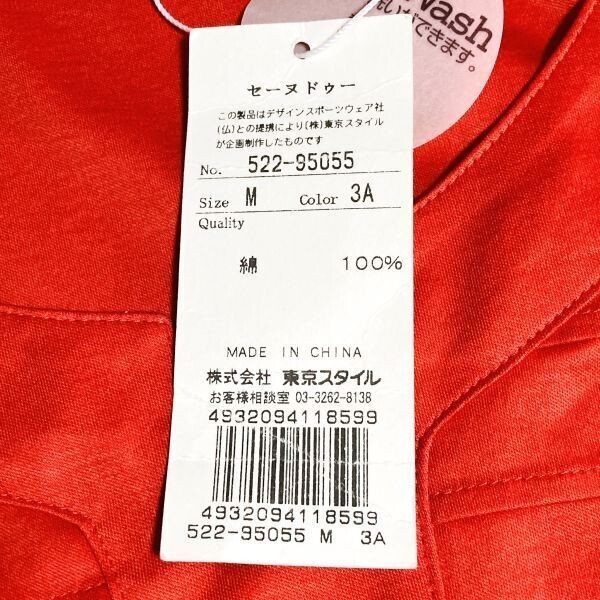 Wash
洗いができます。
セーヌドゥー
この製品はデザインスポーツウェア社
(仏)との提携により(株)東京スタイル
が企画制作したものです
No. 522-95055
Size M Color 3A
Quality
綿 100%
MADE IN CHINA
株式会社 東京スタイル
お客様相談室 03-3262-8138
4932094118599
4932094118599
522-95055 M 3A